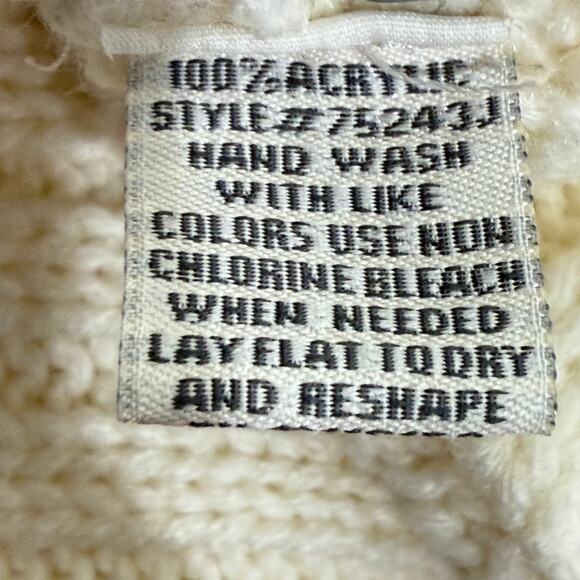 100% ACRYLIC
STYLE#75243J
HAND WASH
WITH LIKE
COLORS USE NON
CHLORINE BLEACH
WHEN NEEDED
LAY FLAT TO DRY
AND RESHAPE